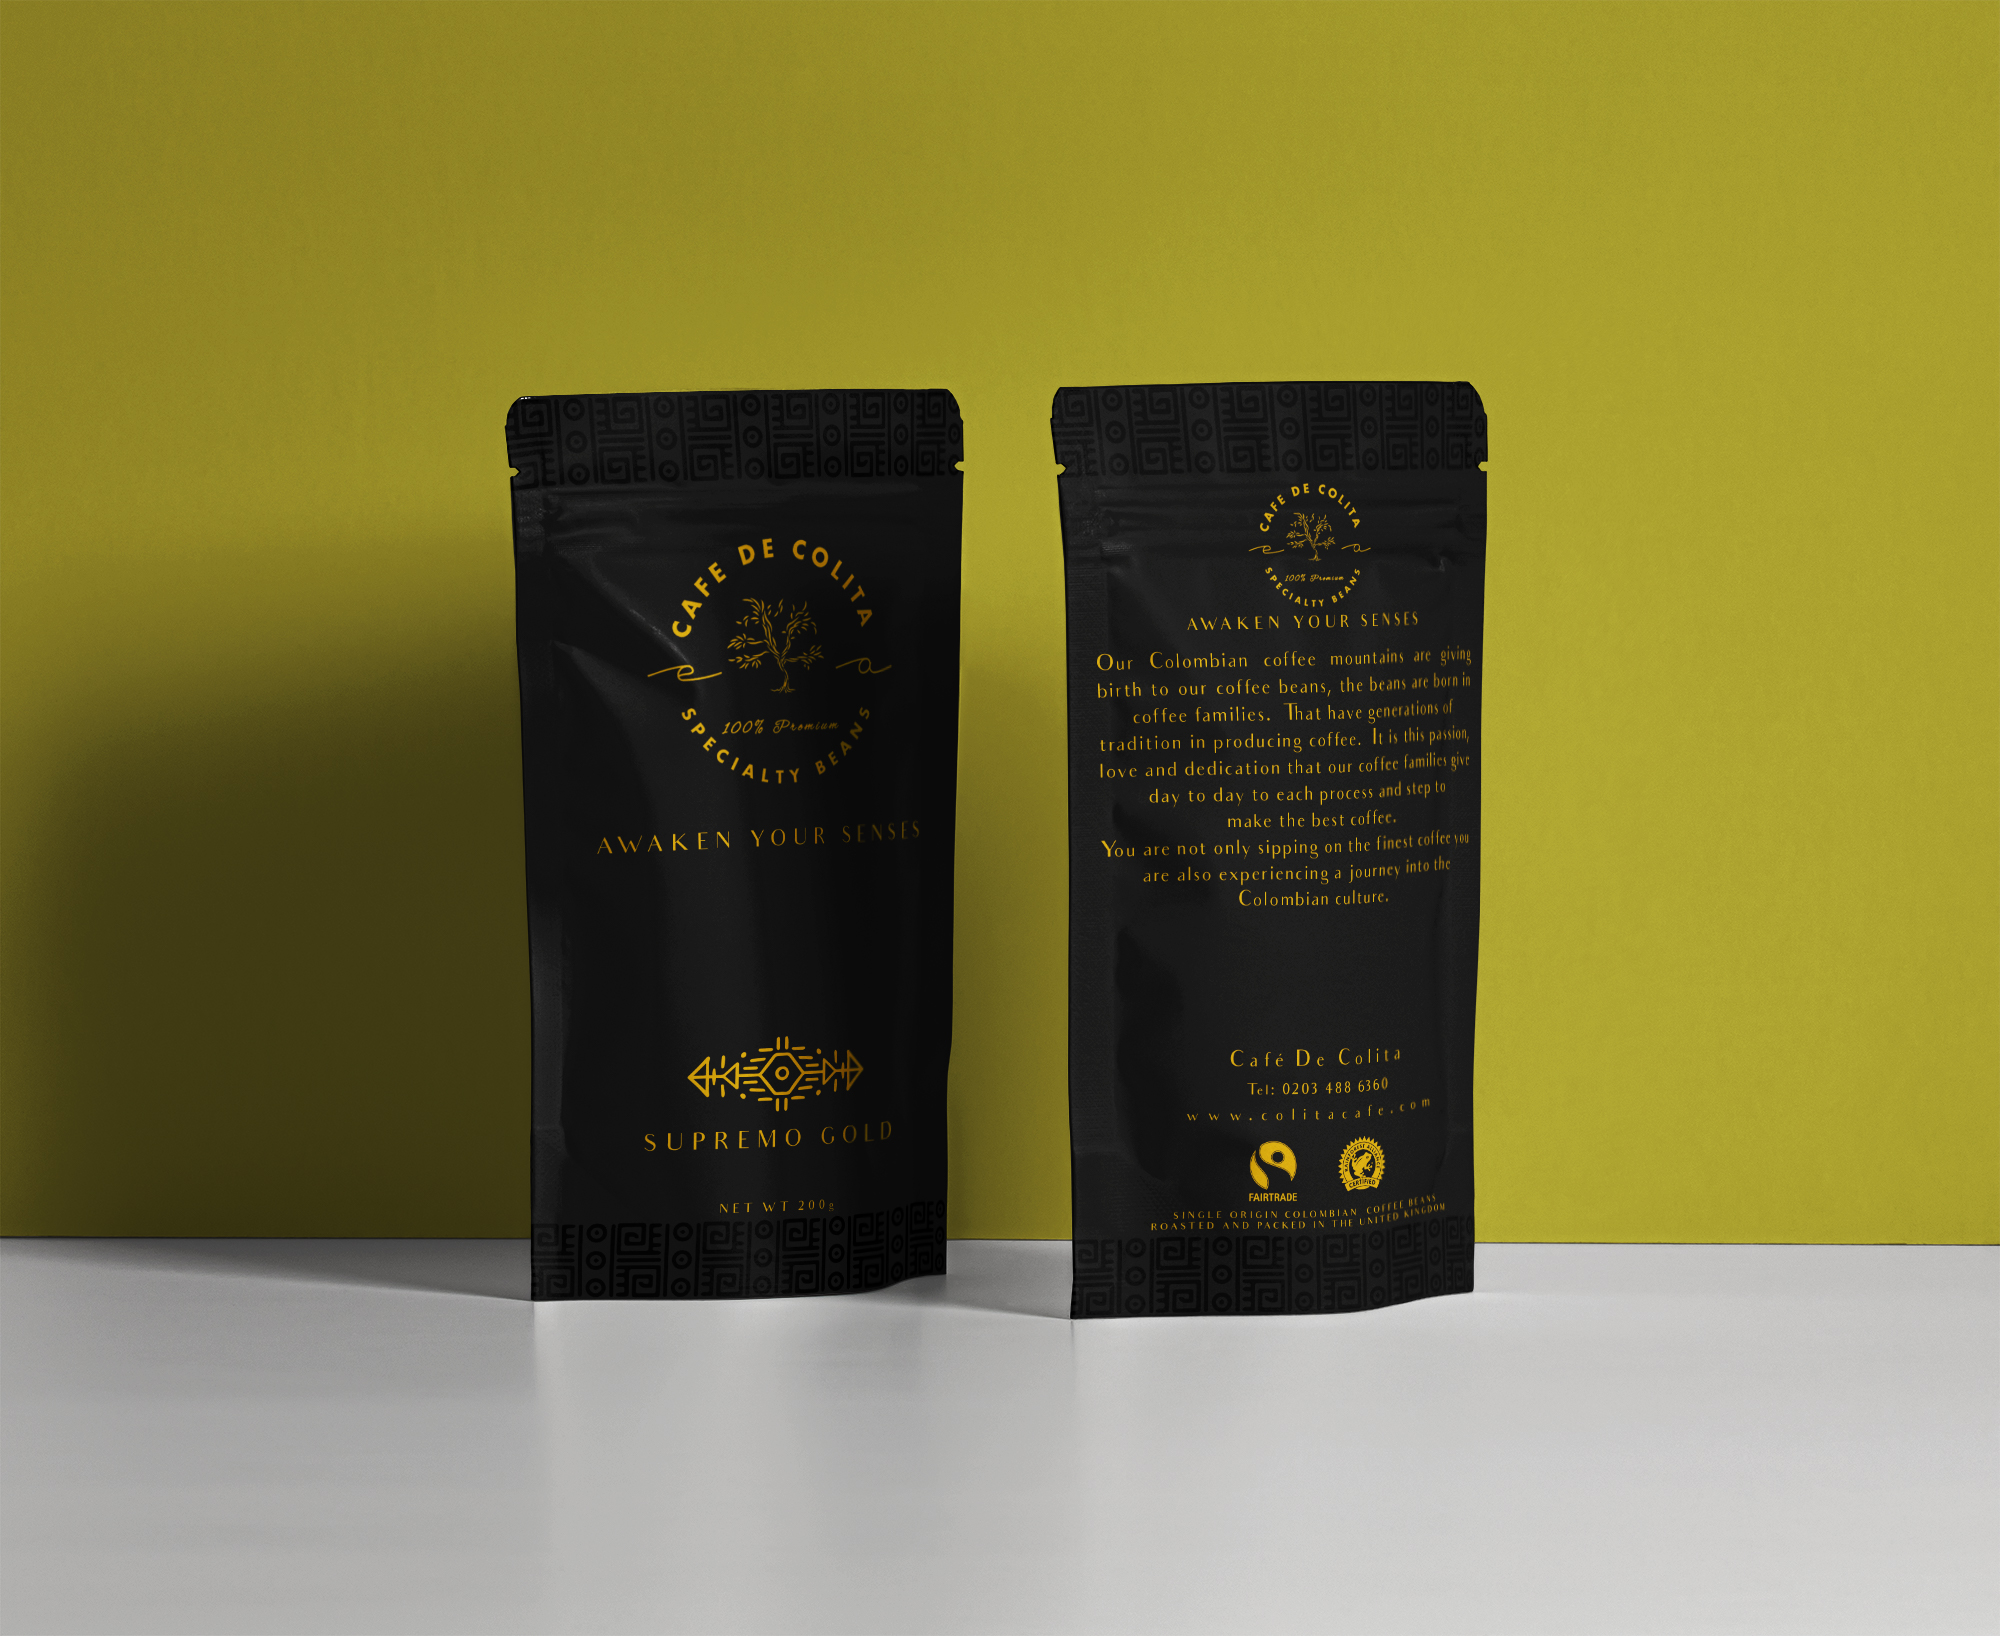 CAFE DE COLITA
100% Premium
SPECIALTY BEANS
AWAKEN YOUR SENSES
SUPREMO GOLD
NET WT 200g
CAFE DE COLITA
100% Premium
SPECIALTY BEANS
AWAKEN YOUR SENSES
Our Colombian coffee mountains are giving
birth to our coffee beans, the beans are born in
coffee families. That have generations of
tradition in producing coffee. It is this passion,
love and dedication that our coffee families give
day to day to each process and step to
make the best coffee.
You are not only sipping on the finest coffee you
are also experiencing a journey into the
Colombian culture.
Café De Colita
Tel: 0203 488 6360
www.colitacafe.com
FAIRTRADE
CERTIFIED
SINGLE ORIGIN COLOMBIAN COFFEE BEANS
ROASTED AND PACKED IN THE UNITED KINGDOM